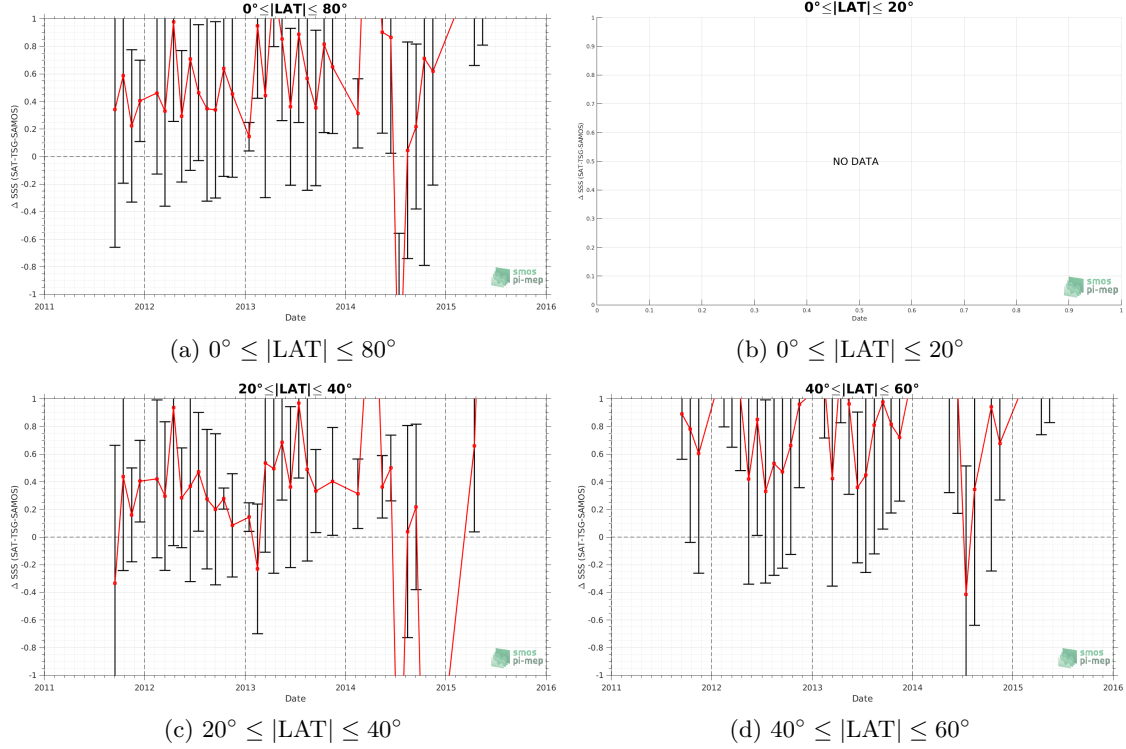 0°≤|LAT|≤ 80°
1
0.8
0.6
0.4
0.2
0
-0.2
-0.4
-0.6
-0.8
-1
Δ SSS (SAT-TSG-SAMOS)
2011 2012 2013 2014 2015 2016
Date
smos
pi-mep
(a) 0° ≤ |LAT| ≤ 80°
0°≤|LAT|≤ 20°
1
0.9
0.8
0.7
0.6
0.5
0.4
0.3
0.2
0.1
0
Δ SSS (SAT-TSG-SAMOS)
NO DATA
0 0.1 0.2 0.3 0.4 0.5 0.6 0.7 0.8 0.9 1
Date
smos
pi-mep
(b) 0° ≤ |LAT| ≤ 20°
20°≤|LAT|≤ 40°
1
0.8
0.6
0.4
0.2
0
-0.2
-0.4
-0.6
-0.8
-1
Δ SSS (SAT-TSG-SAMOS)
2011 2012 2013 2014 2015 2016
Date
smos
pi-mep
(c) 20° ≤ |LAT| ≤ 40°
40°≤|LAT|≤ 60°
1
0.8
0.6
0.4
0.2
0
-0.2
-0.4
-0.6
-0.8
-1
Δ SSS (SAT-TSG-SAMOS)
2011 2012 2013 2014 2015 2016
Date
smos
pi-mep
(d) 40° ≤ |LAT| ≤ 60°